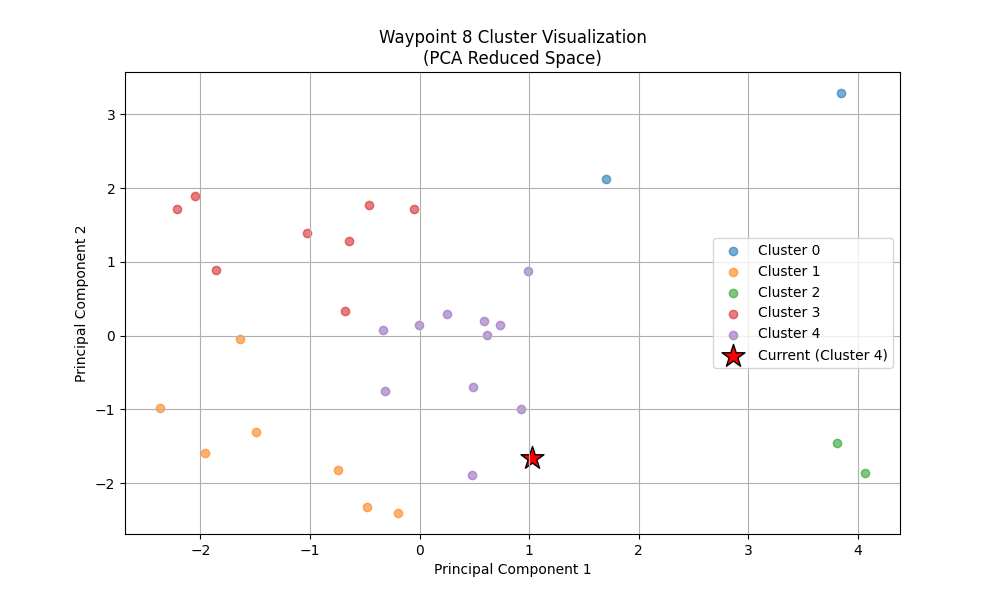 Waypoint 8 Cluster Visualization
(PCA Reduced Space)
Principal Component 2
3
2
1
0
−1
−2
Cluster 0
Cluster 1
Cluster 2
Cluster 3
Cluster 4
Current (Cluster 4)
−2
−1
0
1
2
3
4
Principal Component 1